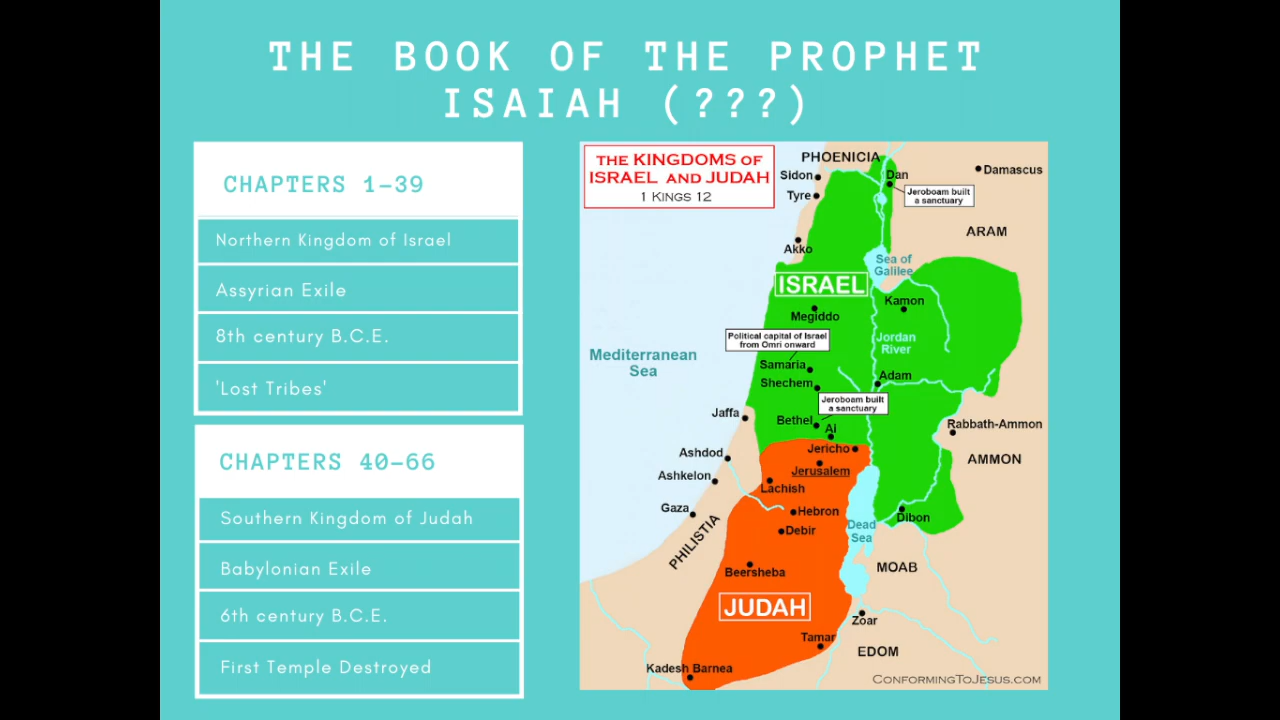 THE BOOK OF THE PROPHET
ISAIAH (???)
CHAPTERS 1-39
Northern Kingdom of Israel
Assyrian Exile
8th century B.C.E.
'Lost Tribes'
CHAPTERS 40-66
Southern Kingdom of Judah
Babylonian Exile
6th century B.C.E.
First Temple Destroyed
THE KINGDOMS OF
ISRAEL AND JUDAH
1 KINGS 12
PHOENICIA
Sidon
Dan
Damascus
Tyre
Jeroboam built
a sanctuary
ARAM
Akko
Sea of
Galilee
ISRAEL
Kamon
Megiddo
Political capital of Israel
from Omri onward
Jordan
River
Mediterranean
Sea
Samaria
Adam
Shechem
Jeroboam built
a sanctuary
Jaffa
Bethel
Ai
Rabbath-Ammon
Jericho
Ashdod
AMMON
Jerusalem
Ashkelon
Lachish
Gaza
Hebron
Dibon
PHILISTIA
Debir
Dead
Sea
Beersheba
MOAB
JUDAH
Zoar
Tamar
EDOM
Kadesh Barnea
CONFORMINGTOJESUS.COM